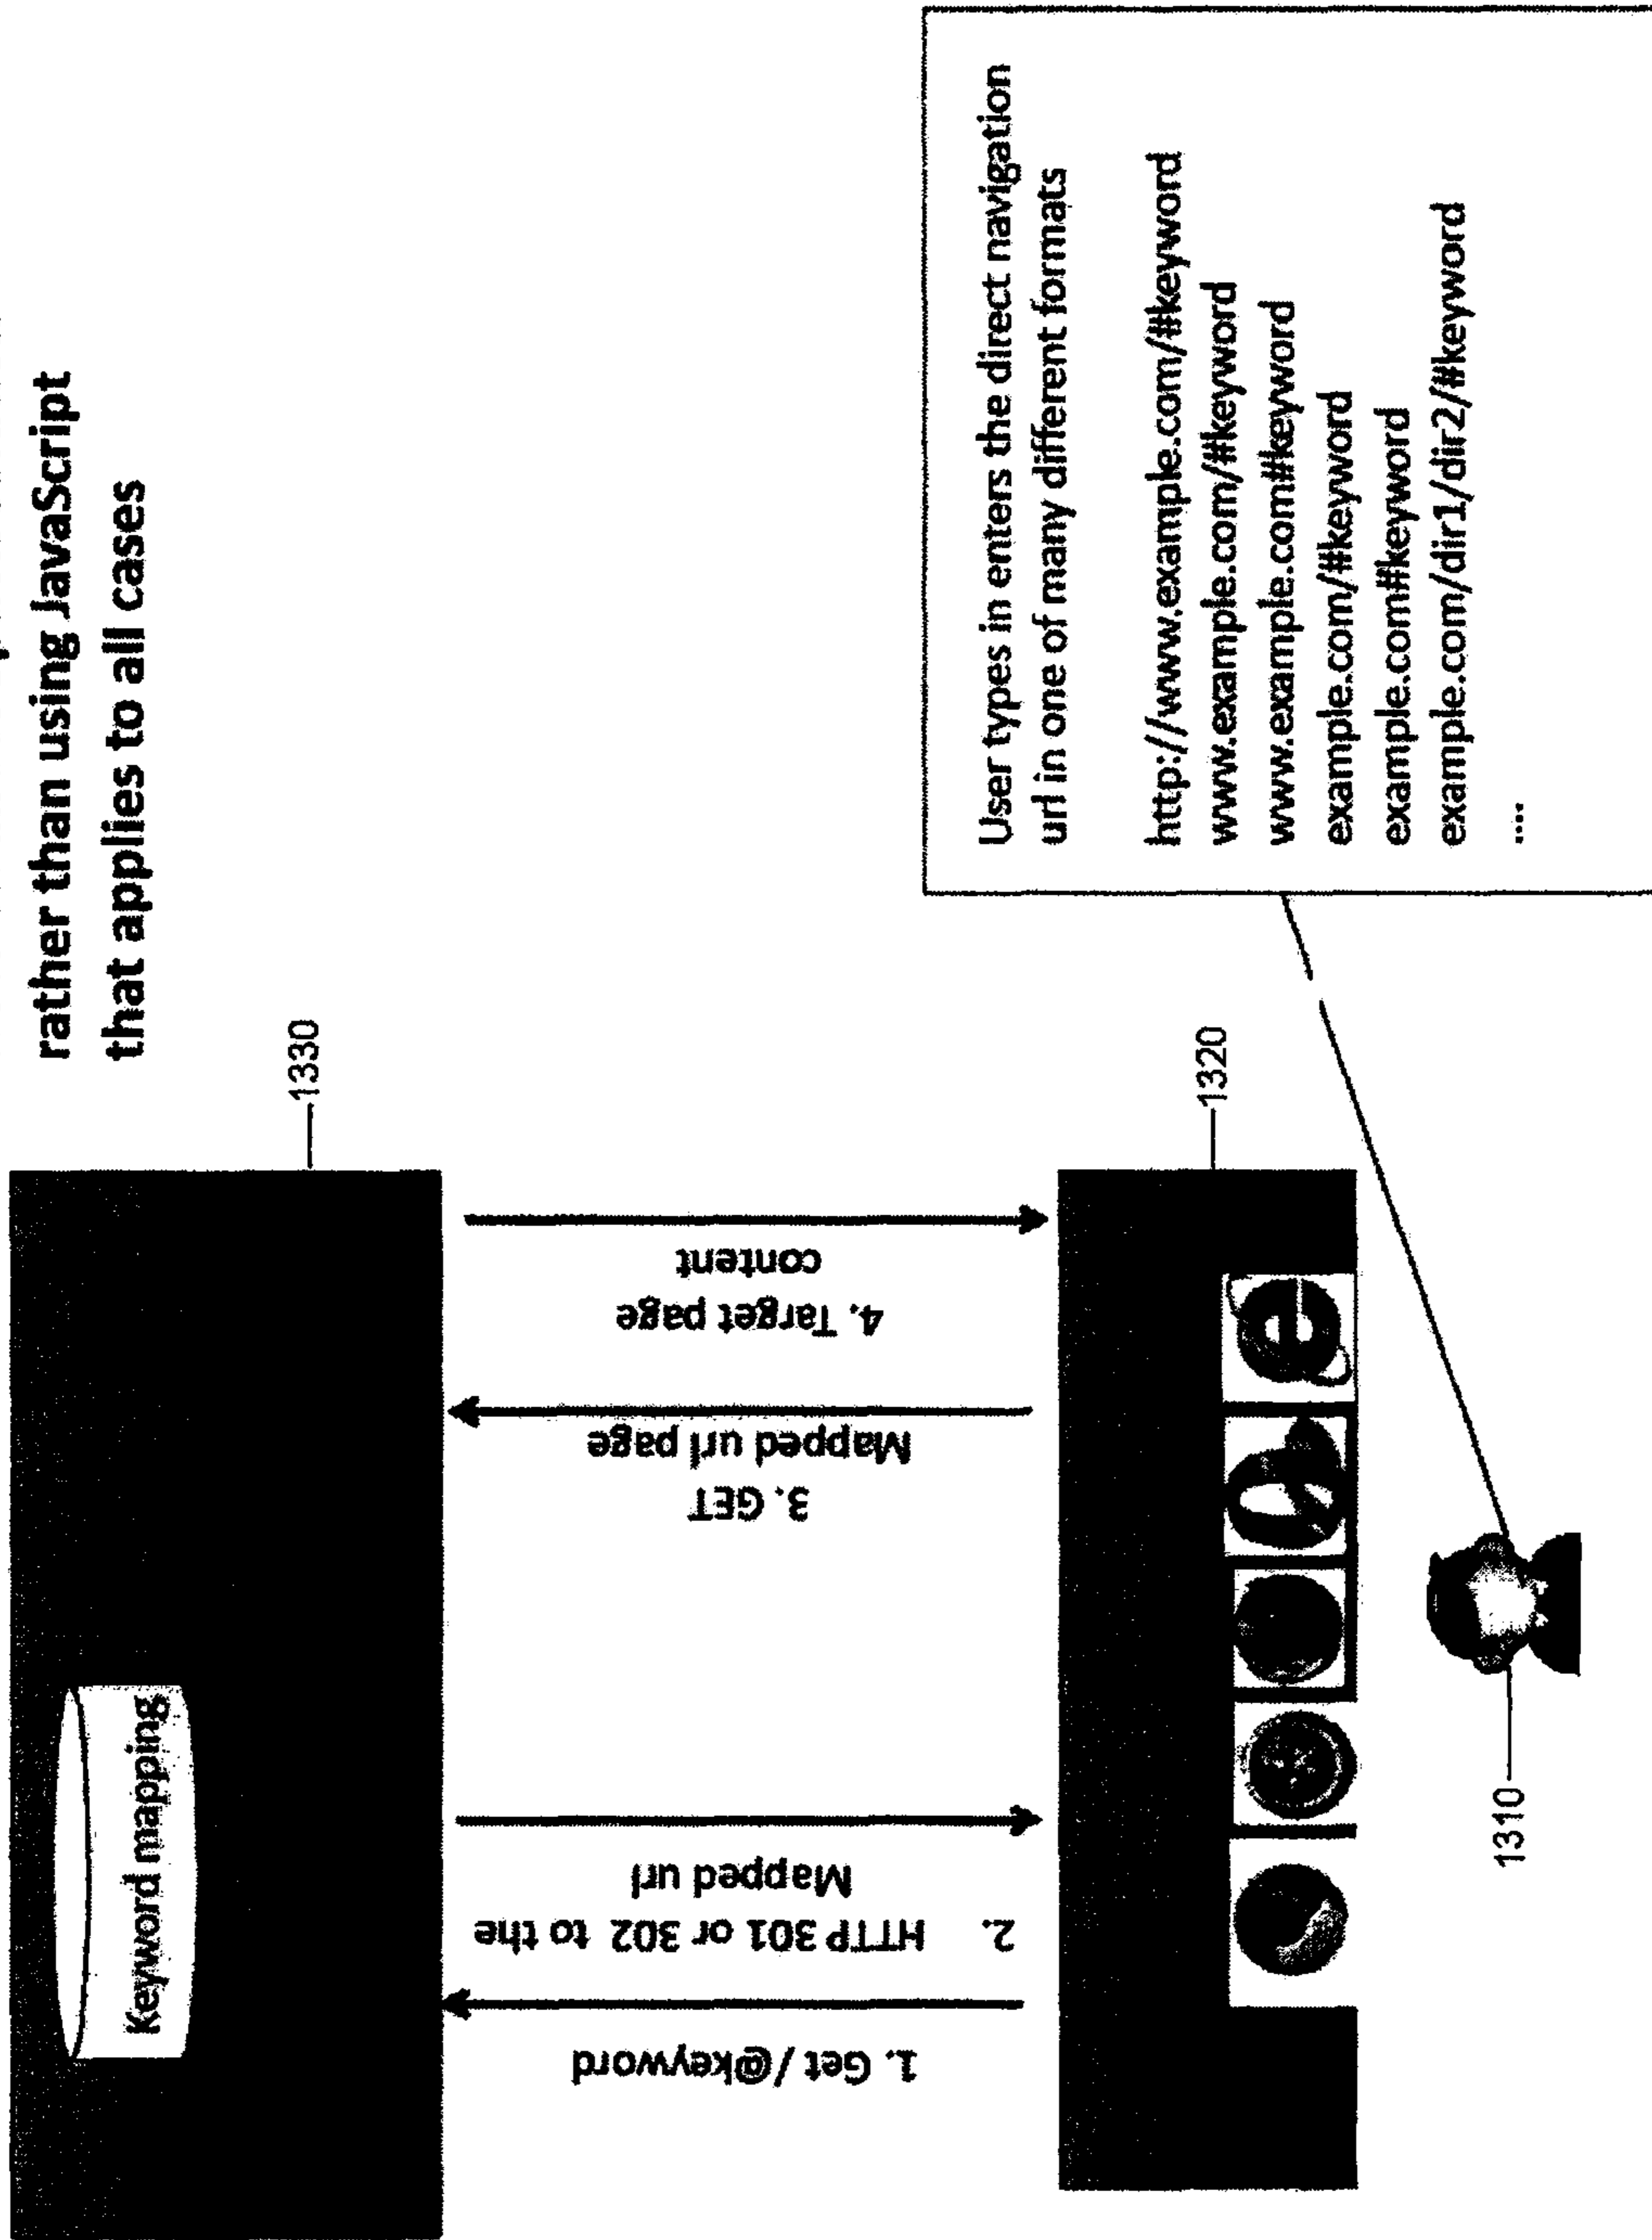 rather than using JavaScript
that applies to all cases
Keyword mapping
1330
1. Get /@keyword
2. HTTP 301 or 302 to the
Mapped url
3. GET
Mapped url page
4. Target page
content
1320
1310
User types in enters the direct navigation
url in one of many different formats
http://www.example.com/#keyword
www.example.com/#keyword
www.example.com#keyword
example.com/#keyword
example.com#keyword
example.com/dir1/dir2/#keyword
....